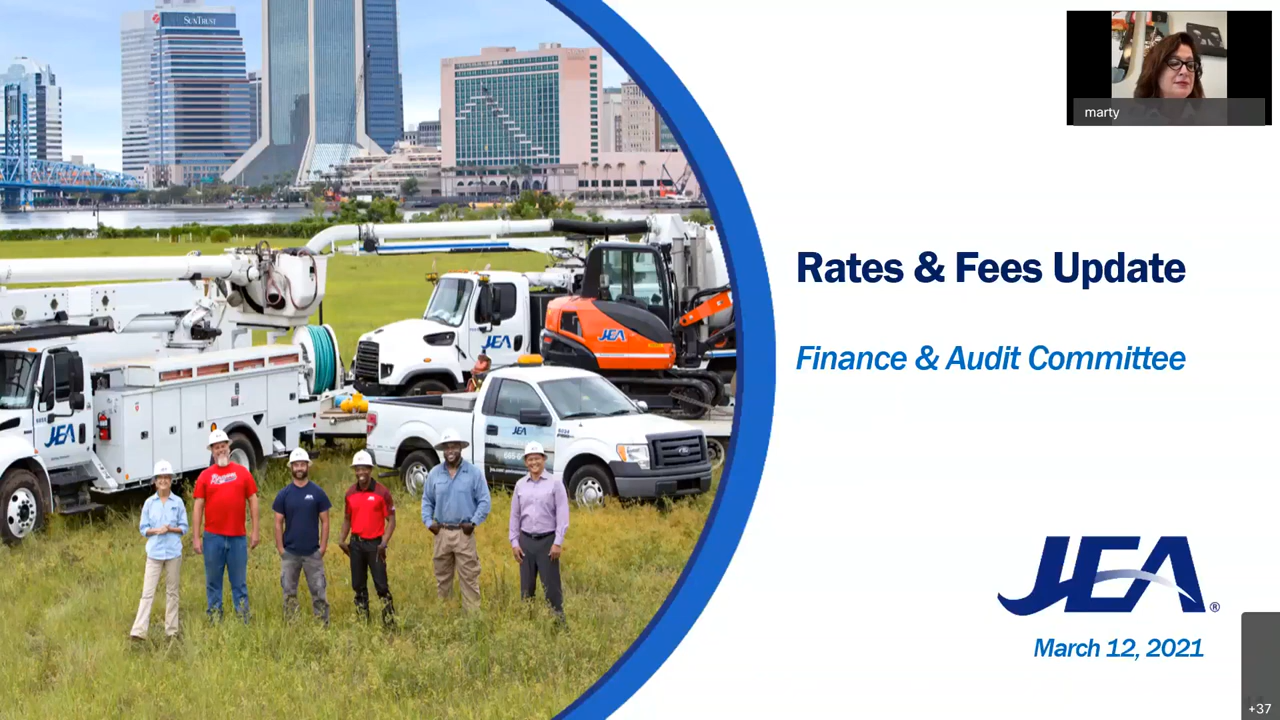 SUNTRUST
marty
Rates & Fees Update
Finance & Audit Committee
JEA
JEA
JEA
JEA
JEA®
March 12, 2021
+37